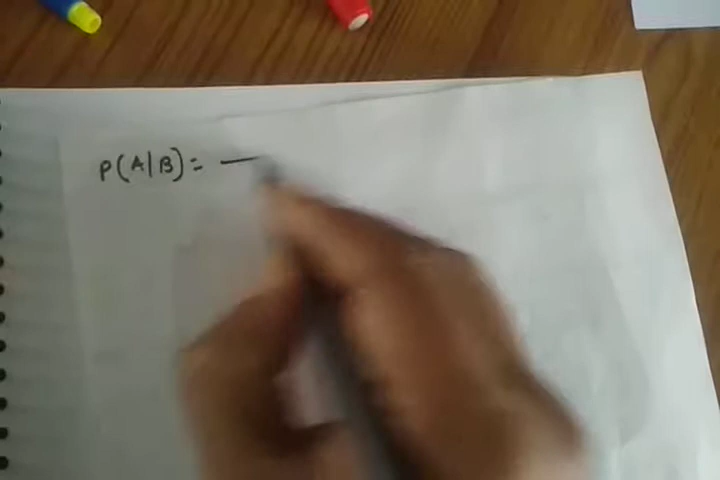 P(A|B) = —